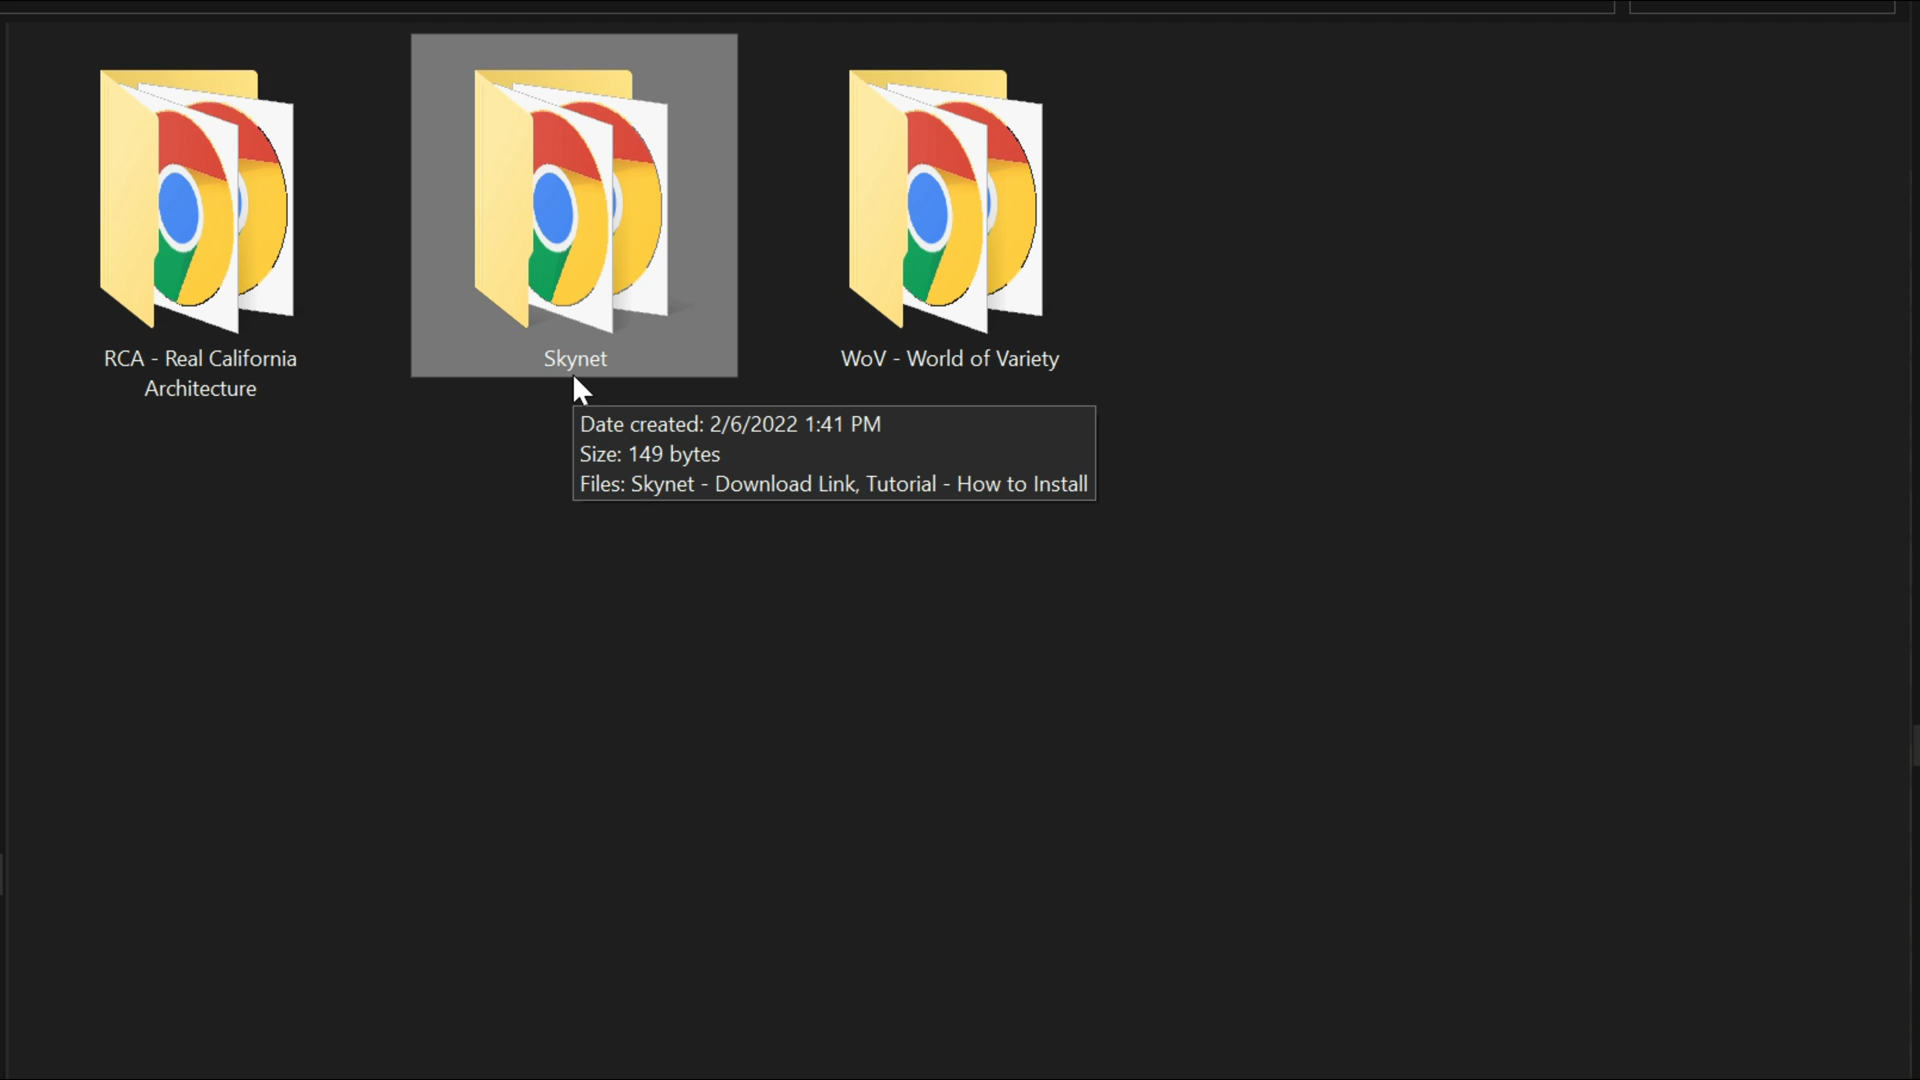 RCA - Real California
Architecture
Skynet
WoV - World of Variety
Date created: 2/6/2022 1:41 PM
Size: 149 bytes
Files: Skynet - Download Link, Tutorial - How to Install